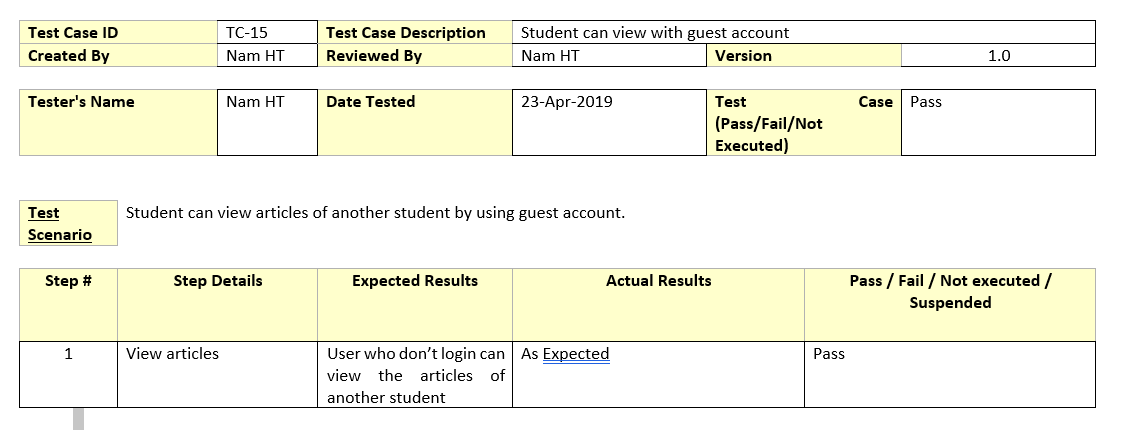 Test Case ID TC-15 Test Case Description Student can view with guest account
Created By Nam HT Reviewed By Nam HT Version 1.0
Tester's Name Nam HT Date Tested 23-Apr-2019 Test Case Pass
(Pass/Fail/Not
Executed)
Test Student can view articles of another student by using guest account.
Scenario
Step # Step Details Expected Results Actual Results Pass / Fail / Not executed /
Suspended
1 View articles User who don’t login can As Expected Pass
view the articles of
another student